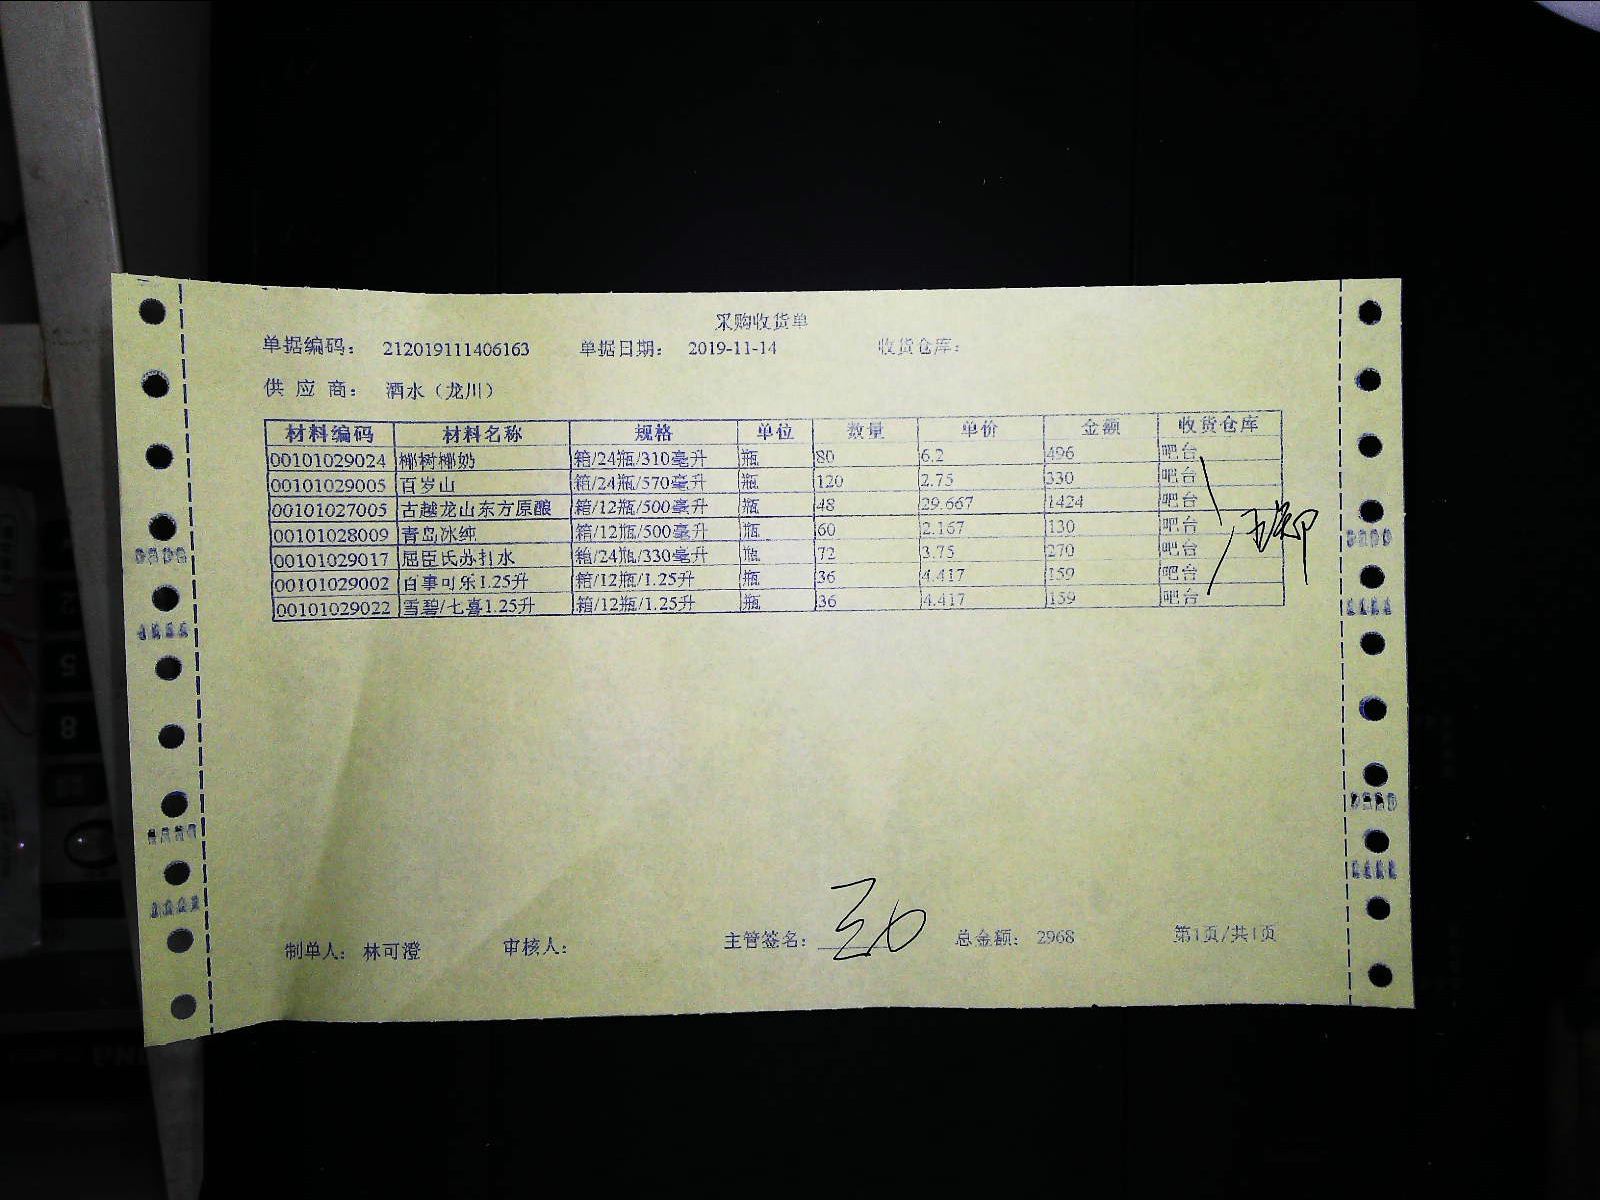 采购收货单
单据编码： 212019111406163 单据日期： 2019-11-14 收货仓库：
供 应 商： 酒水（龙川）
材料编码 材料名称 规格 单位 数量 单价 金额 收货仓库
00101029024 椰树椰奶 箱/24瓶/310毫升 瓶 80 6.2 496 吧台
00101029005 百岁山 箱/24瓶/570毫升 瓶 120 2.75 330 吧台
00101027005 古越龙山东方原酿 箱/12瓶/500毫升 瓶 48 29.667 1424 吧台
00101028009 青岛冰纯 箱/12瓶/500毫升 瓶 60 2.167 130 吧台
00101029017 屈臣氏苏打水 箱/24瓶/330毫升 瓶 72 3.75 270 吧台
00101029002 百事可乐1.25升 箱/12瓶/1.25升 瓶 36 4.417 159 吧台
00101029022 雪碧/七喜1.25升 箱/12瓶/1.25升 瓶 36 4.417 159 吧台
制单人： 林可澄 审核人： 主管签名： 总金额： 2968 第1页/共1页